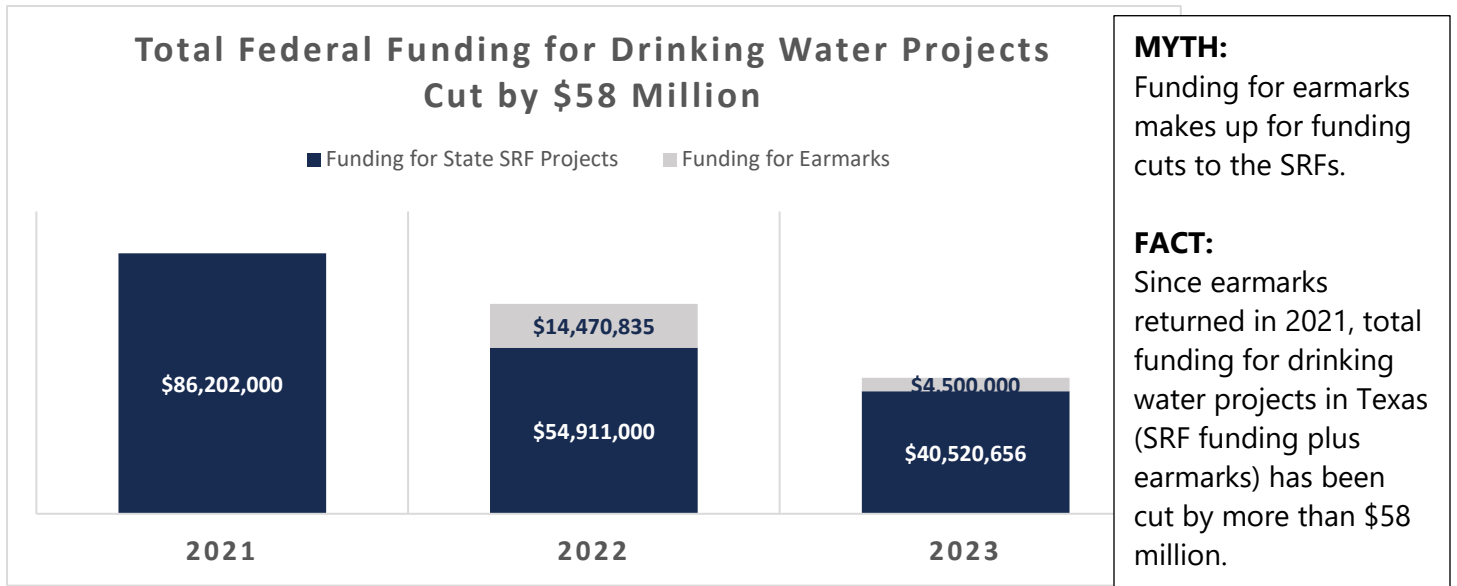 Total Federal Funding for Drinking Water Projects
Cut by $58 Million
Funding for State SRF Projects
Funding for Earmarks
$86,202,000
$14,470,835
$54,911,000
$4,500,000
$40,520,656
2021
2022
2023
MYTH:
Funding for earmarks
makes up for funding
cuts to the SRFs.
FACT:
Since earmarks
returned in 2021, total
funding for drinking
water projects in Texas
(SRF funding plus
earmarks) has been
cut by more than $58
million.